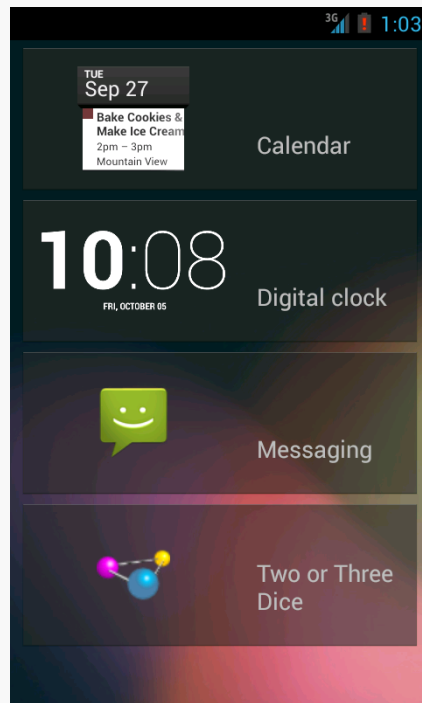 3G 1:03
TUE
Sep 27
Bake Cookies &
Make Ice Cream
2pm – 3pm
Mountain View
Calendar
10:08
FRI, OCTOBER 05
Digital clock
Messaging
Two or Three
Dice